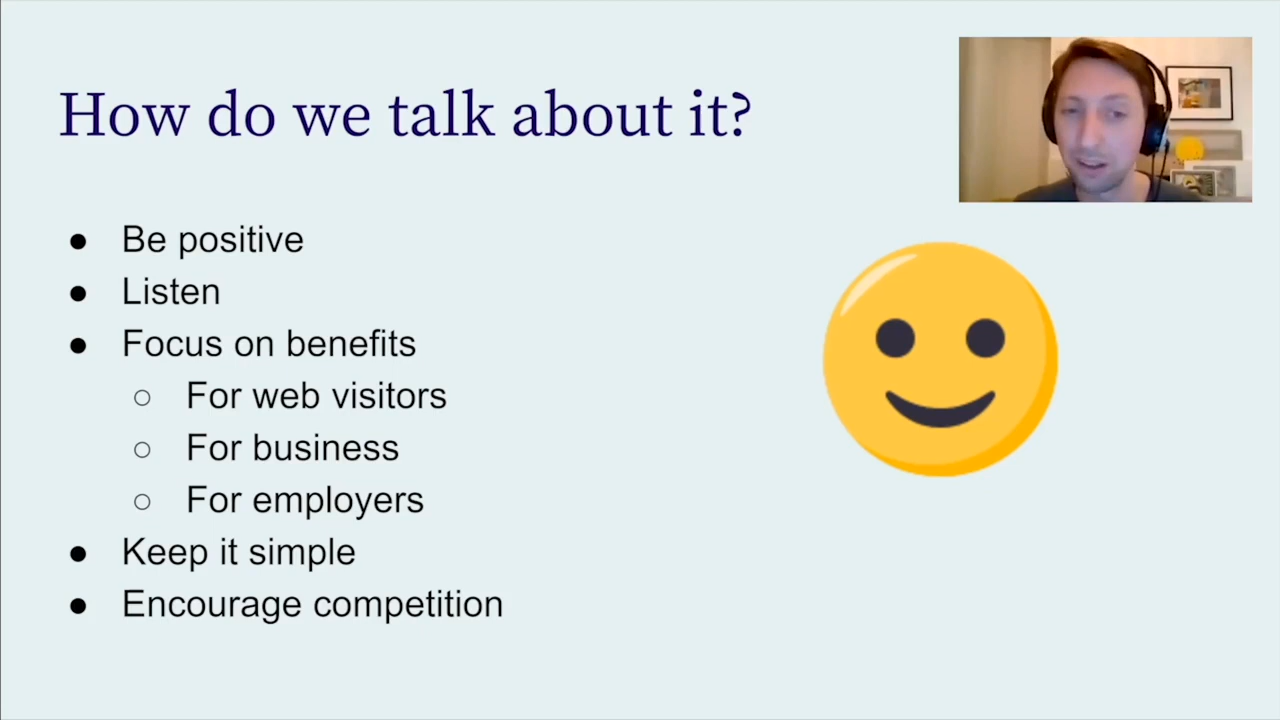 How do we talk about it?
● Be positive
● Listen
● Focus on benefits
○ For web visitors
○ For business
○ For employers
● Keep it simple
● Encourage competition